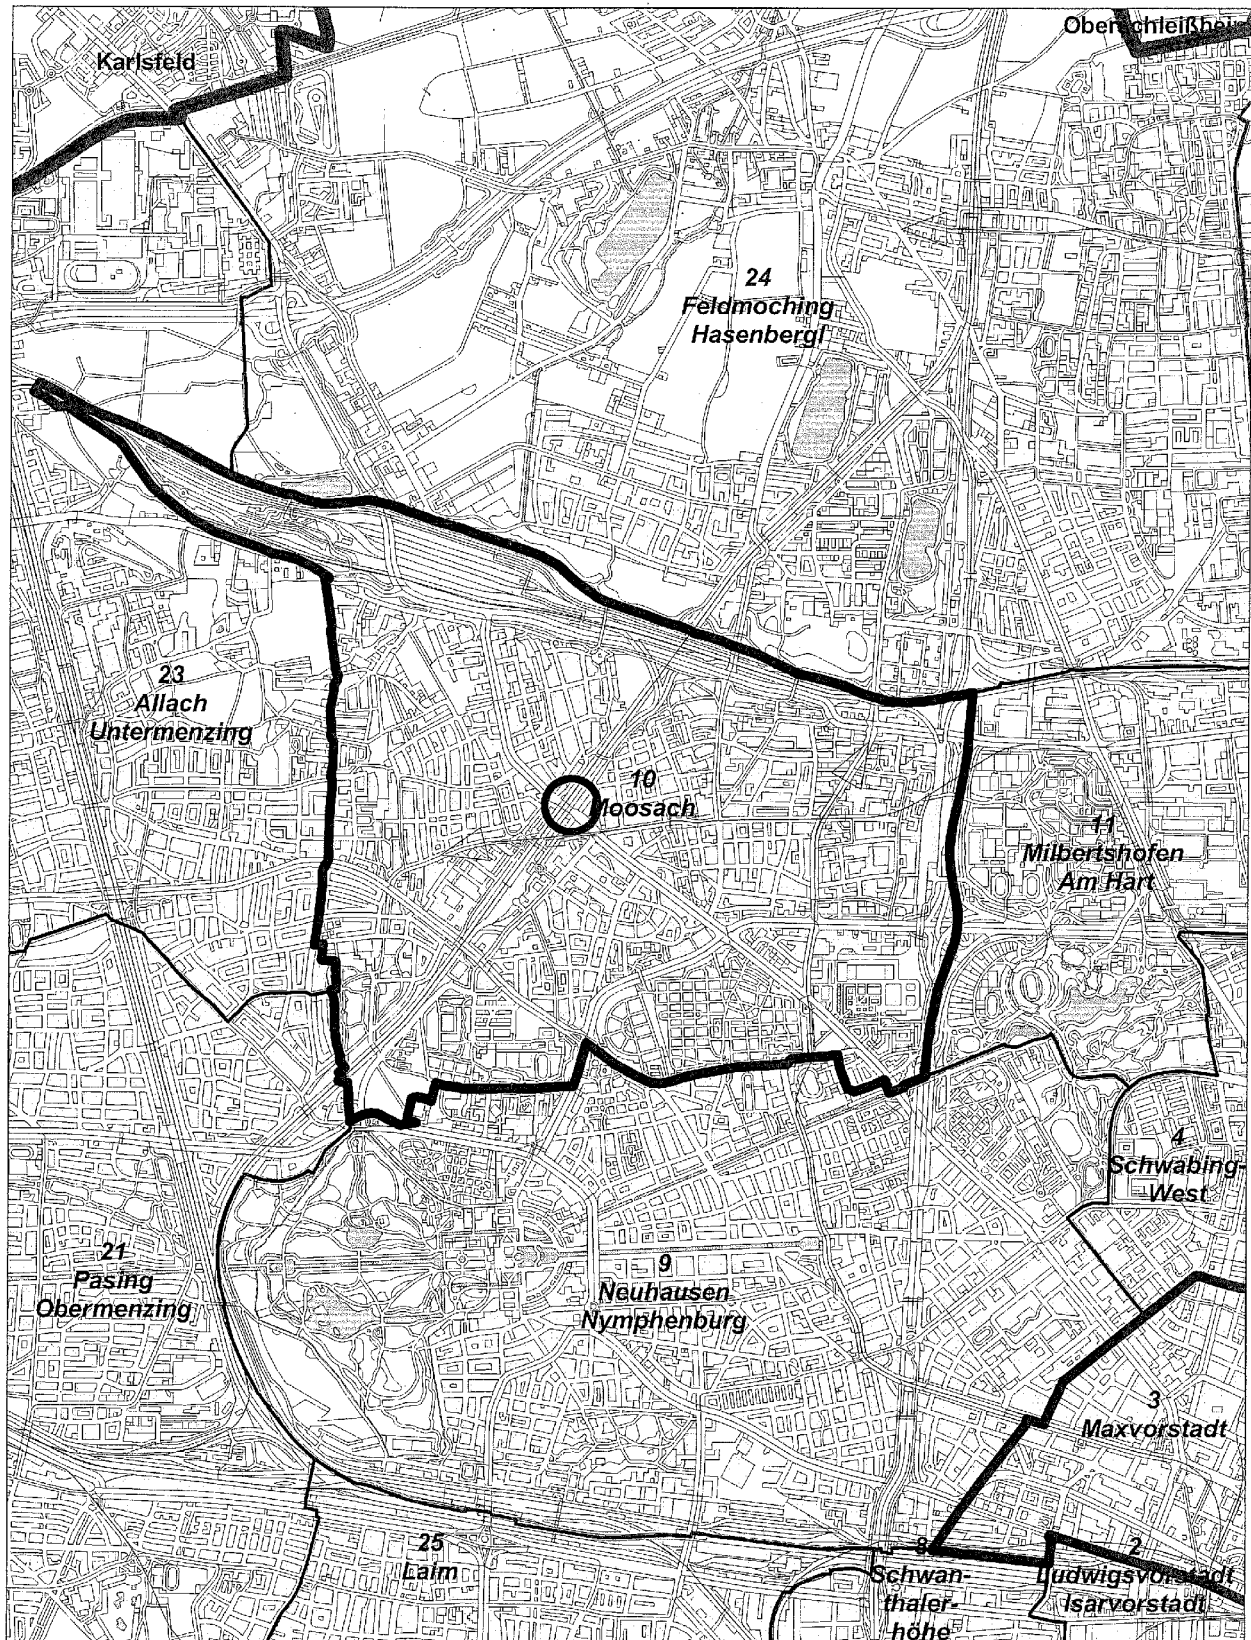 Oberschleißheim
Karlsfeld
24
Feldmoching
Hasenbergl
23
Allach
Untermenzing
10
Moosach
11
Milbertshofen
Am Hart
4
Schwabing-
West
21
Pasing
Obermenzing
9
Neuhausen
Nymphenburg
3
Maxvorstadt
25
Laim
8
Schwan-
thaler-
höhe
2
Ludwigsvorstadt
Isarvorstadt